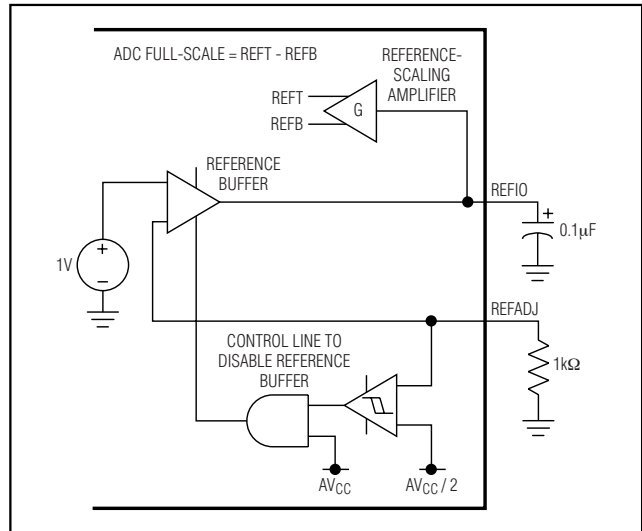 ADC FULL-SCALE = REFT - REFB
REFERENCE-
SCALING
AMPLIFIER
REFT
REFB
G
REFERENCE
BUFFER
REFIO
+
0.1µF
1V
+
−
REFADJ
CONTROL LINE TO
DISABLE REFERENCE
BUFFER
1kΩ
AVCC
AVCC / 2